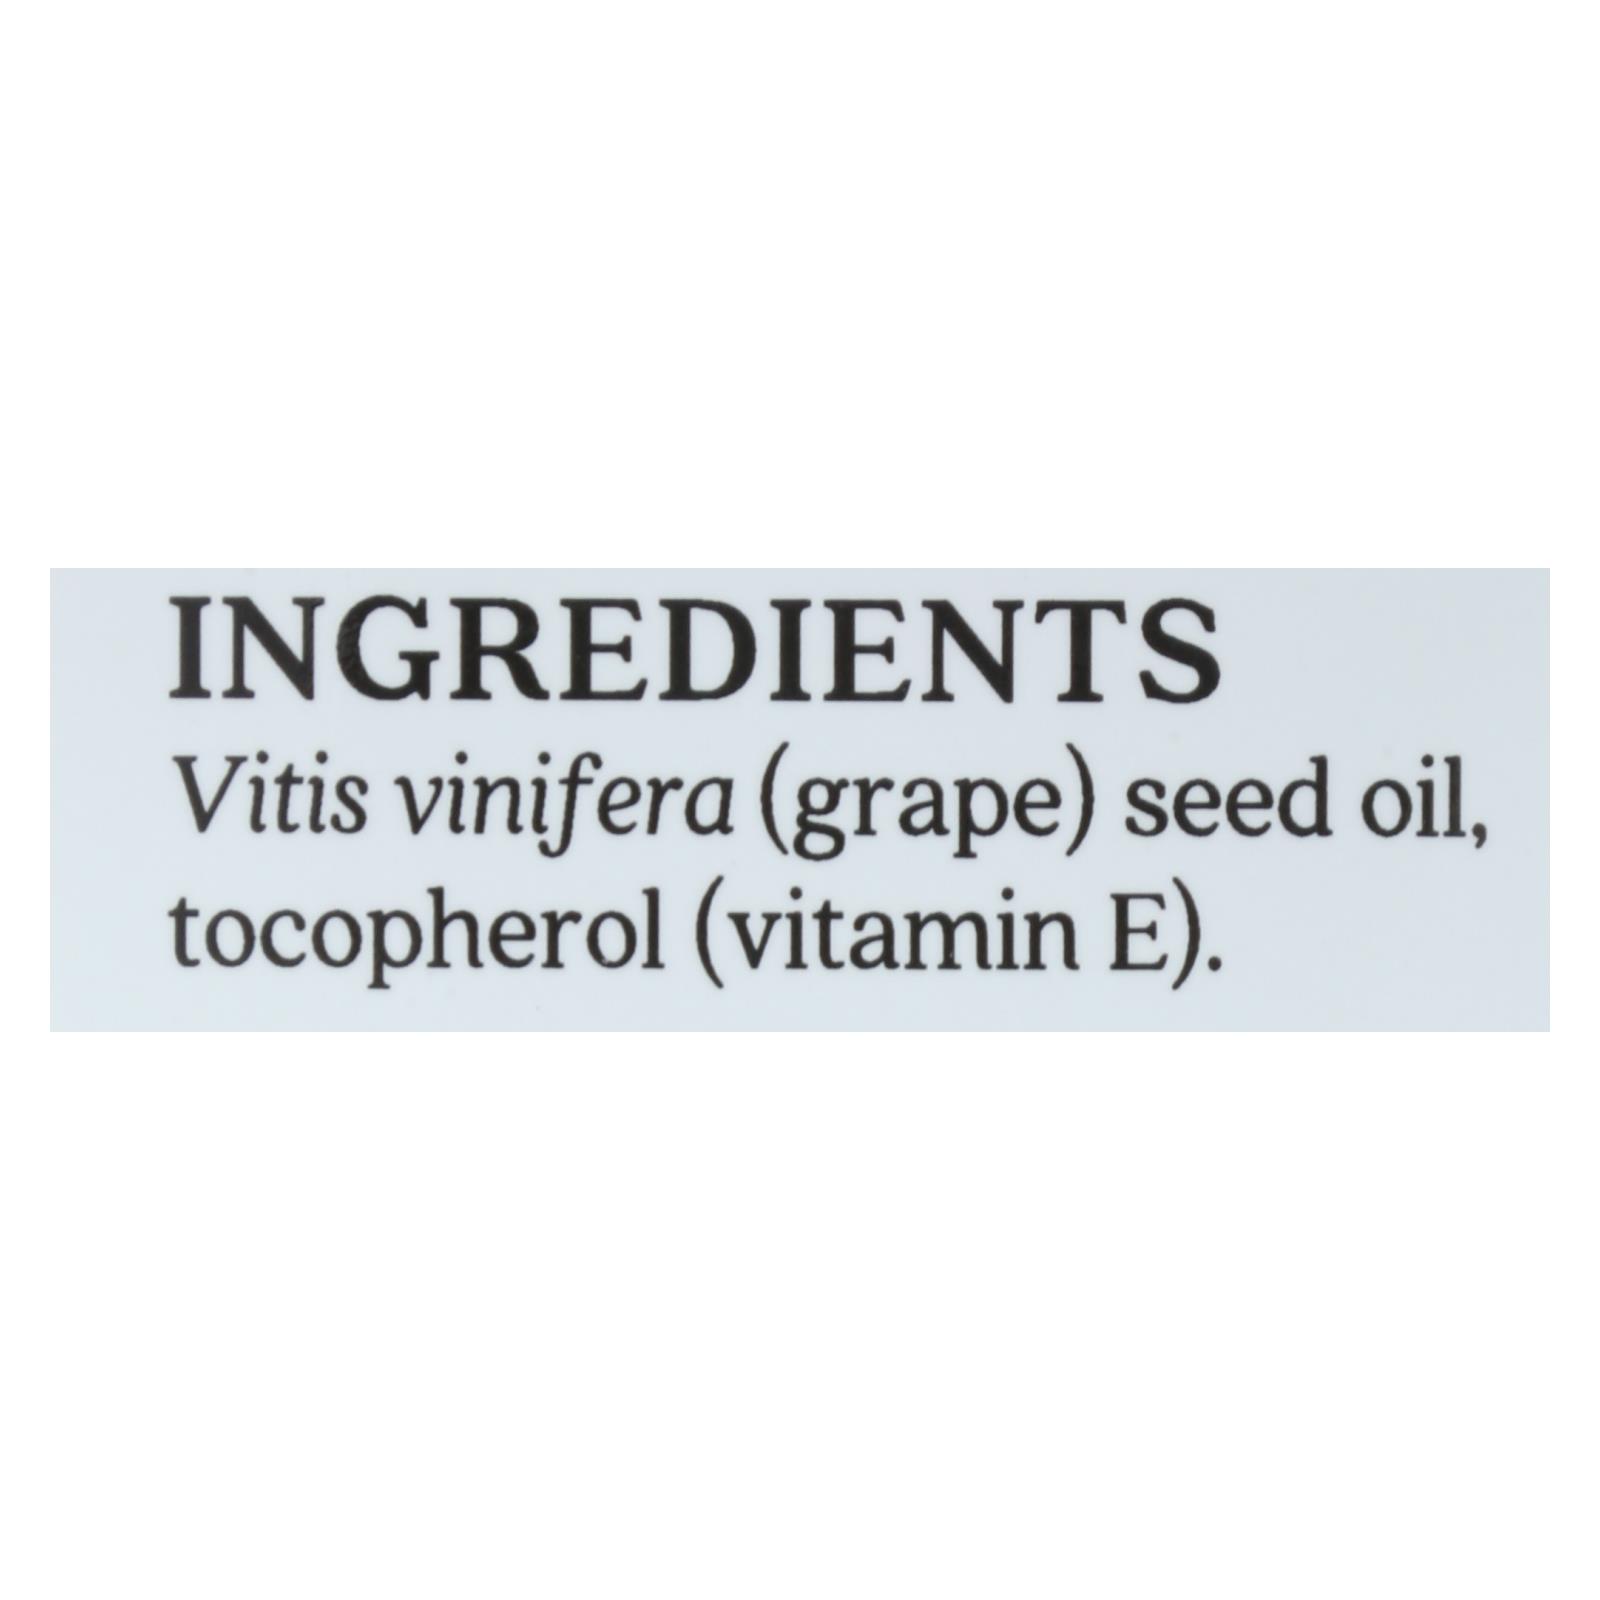 INGREDIENTS
Vitis vinifera (grape) seed oil,
tocopherol (vitamin E).